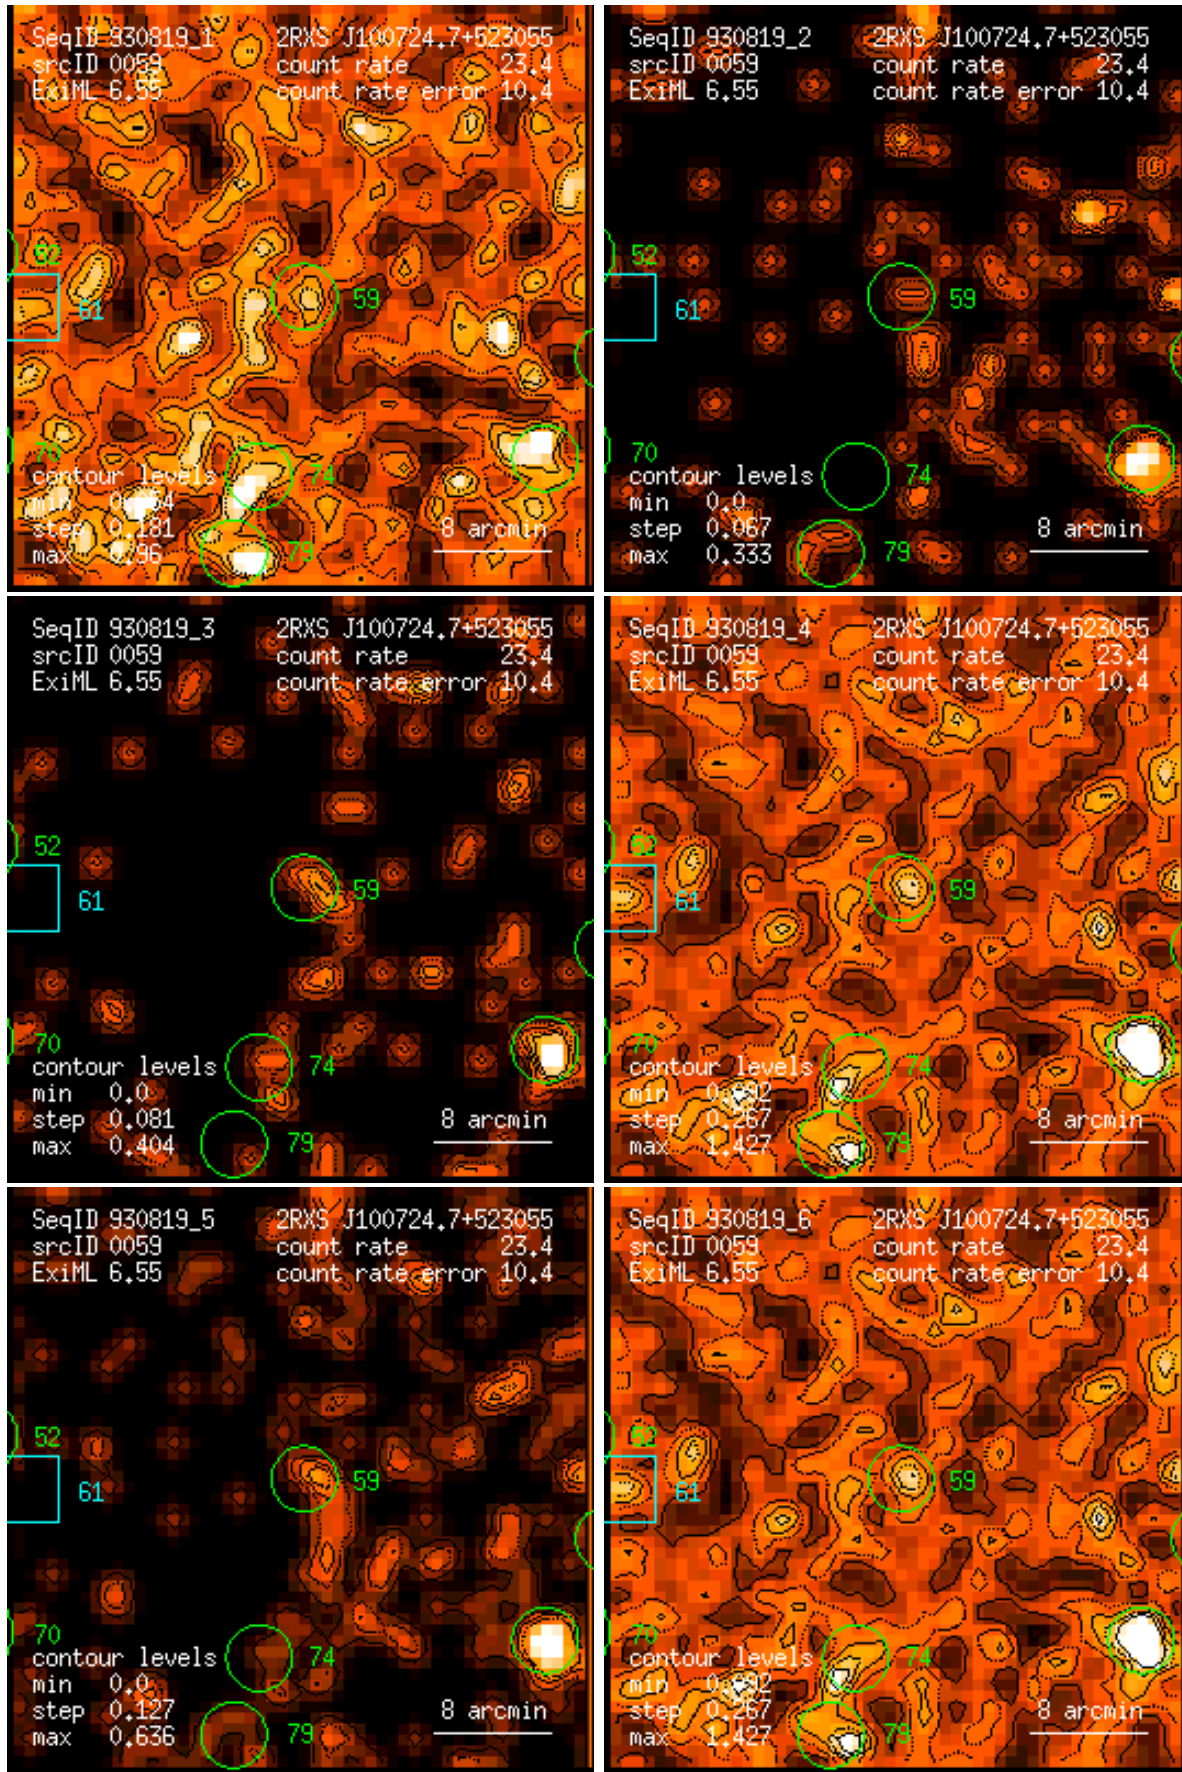 SeqID 930819_1 2RXS J100724.7+523055
srcID 0059 count rate 23.4
ExiML 6.55 count rate error 10.4
52
61
59
70
contour levels 74
min 
step 0.181 8 arcmin
max 0.96 79
SeqID 930819_2 2RXS J100724.7+523055
srcID 0059 count rate 23.4
ExiML 6.55 count rate error 10.4
52
61
59
70
contour levels 74
min 0.0
step 0.067 8 arcmin
max 0.333 79
SeqID 930819_3 2RXS J100724.7+523055
srcID 0059 count rate 23.4
ExiML 6.55 count rate error 10.4
52
61
59
70
contour levels 74
min 0.0
step 0.081 8 arcmin
max 0.404 79
SeqID 930819_4 2RXS J100724.7+523055
srcID 0059 count rate 23.4
ExiML 6.55 count rate error 10.4
52
61
59
70
contour levels 74
min 0.092
step 0.267 8 arcmin
max 1.427 79
SeqID 930819_5 2RXS J100724.7+523055
srcID 0059 count rate 23.4
ExiML 6.55 count rate error 10.4
52
61
59
70
contour levels 74
min 0.0
step 0.127 8 arcmin
max 0.636 79
SeqID 930819_6 2RXS J100724.7+523055
srcID 0059 count rate 23.4
ExiML 6.55 count rate error 10.4
52
61
59
70
contour levels 74
min 0.092
step 0.267 8 arcmin
max 1.427 79